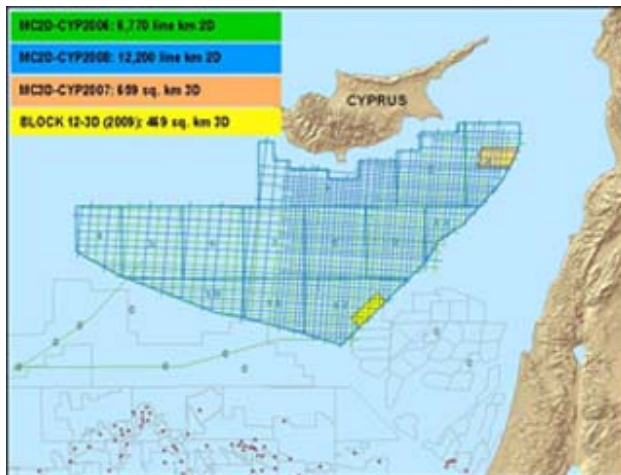 MC2D-CYP2006: 6,770 line km 2D
MC2D-CYP2008: 12,200 line km 2D
MC3D-CYP2007: 659 sq. km 3D
BLOCK 12-3D (2009): 469 sq. km 3D
CYPRUS